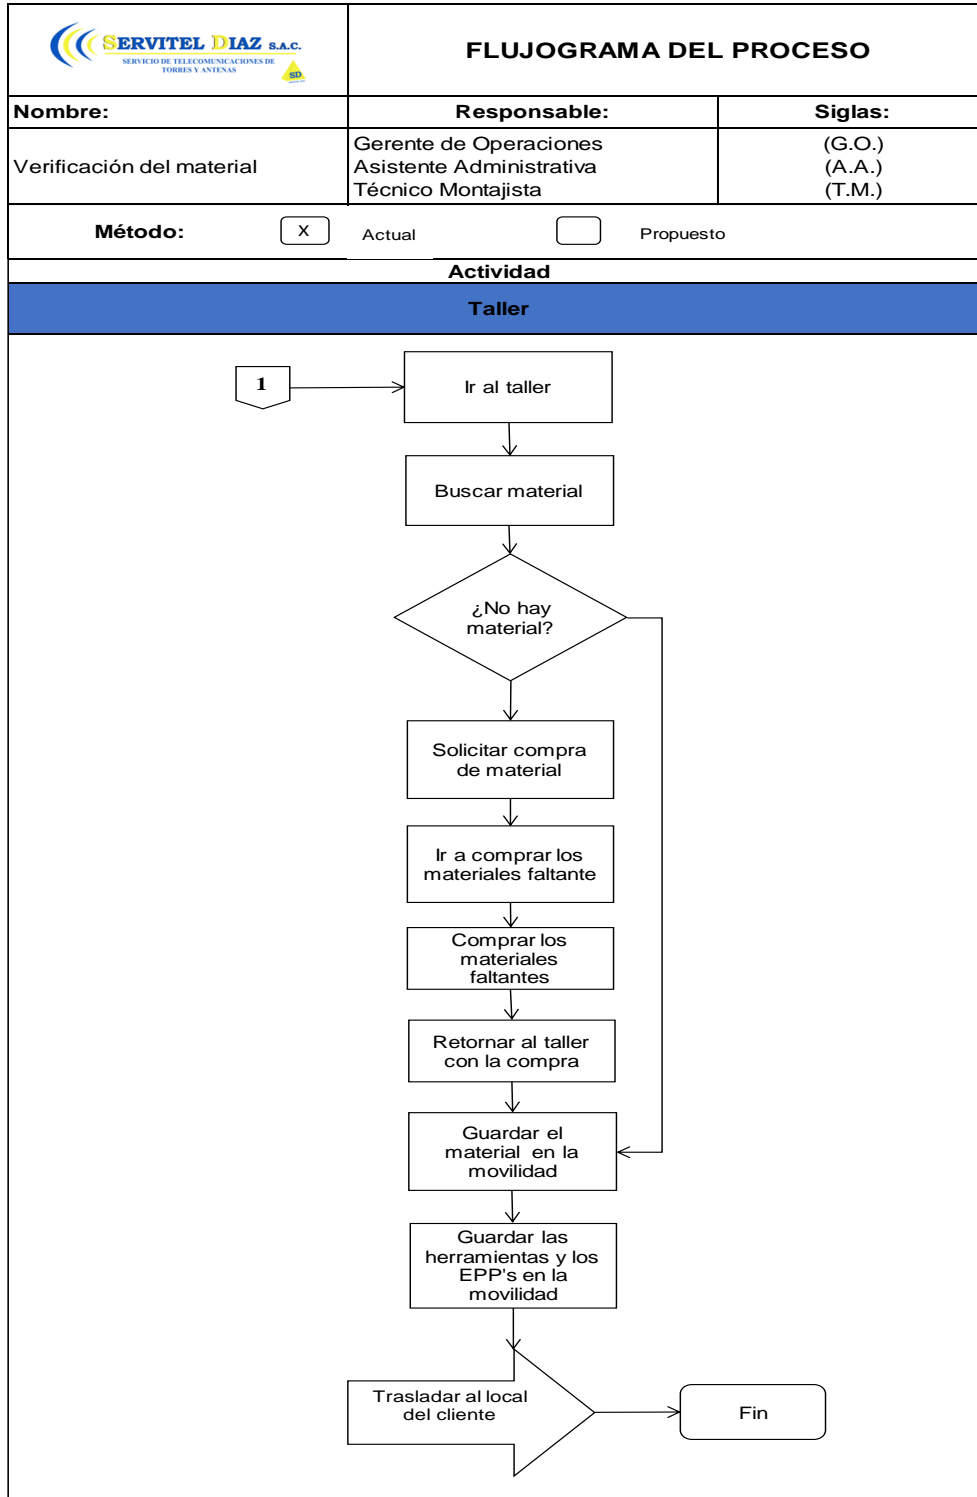 SERVITEL DIAZ S.A.C.
SERVICIO DE TELECOMUNICACIONES DE
TORRES Y ANTENAS
SD
FLUJOGRAMA DEL PROCESO
Nombre:
Responsable:
Siglas:
Verificación del material
Gerente de Operaciones
Asistente Administrativa
Técnico Montajista
(G.O.)
(A.A.)
(T.M.)
Método:
X
Actual
Propuesto
Actividad
Taller
1
Ir al taller
Buscar material
¿No hay
material?
Solicitar compra
de material
Ir a comprar los
materiales faltante
Comprar los
materiales
faltantes
Retornar al taller
con la compra
Guardar el
material en la
movilidad
Guardar las
herramientas y los
EPP's en la
movilidad
Trasladar al local
del cliente
Fin